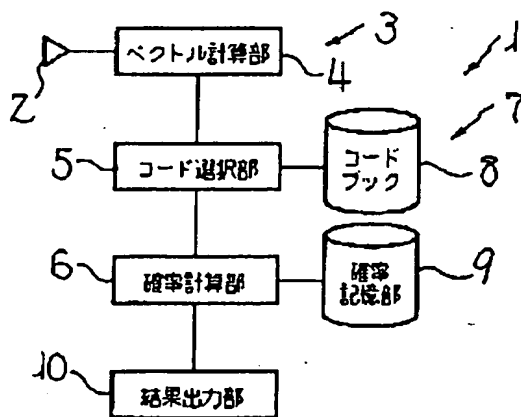 3
1
ベクトル計算部
2
4
7
5
コード選択部
コード
ブック
8
6
確率計算部
確率
記憶部
9
10
結果出力部